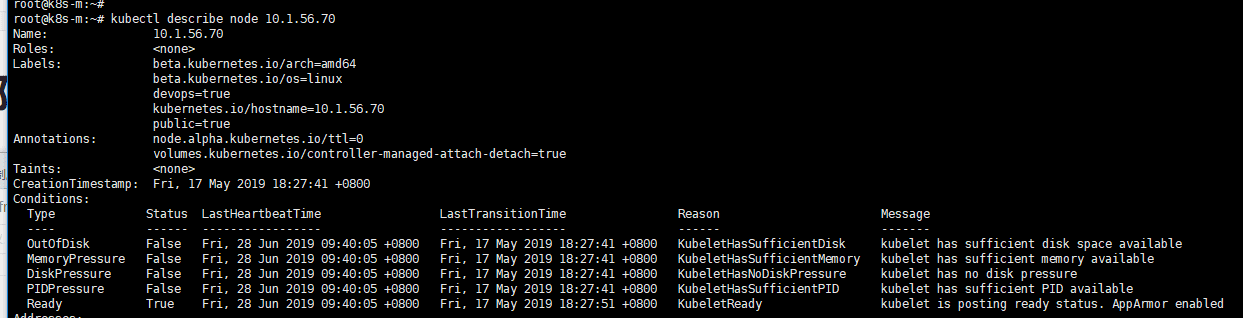 root@k8s-m:~#
root@k8s-m:~# kubectl describe node 10.1.56.70
Name:               10.1.56.70
Roles:              <none>
Labels:             beta.kubernetes.io/arch=amd64
                    beta.kubernetes.io/os=linux
                    devops=true
                    kubernetes.io/hostname=10.1.56.70
                    public=true
Annotations:        node.alpha.kubernetes.io/ttl=0
                    volumes.kubernetes.io/controller-managed-attach-detach=true
Taints:             <none>
CreationTimestamp:  Fri, 17 May 2019 18:27:41 +0800
Conditions:
  Type             Status  LastHeartbeatTime                 LastTransitionTime                Reason                       Message
  ----             ------  -----------------                 ------------------                ------                       -------
  OutOfDisk        False   Fri, 28 Jun 2019 09:40:05 +0800   Fri, 17 May 2019 18:27:41 +0800   KubeletHasSufficientDisk     kubelet has sufficient disk space available
  MemoryPressure   False   Fri, 28 Jun 2019 09:40:05 +0800   Fri, 17 May 2019 18:27:41 +0800   KubeletHasSufficientMemory   kubelet has sufficient memory available
  DiskPressure     False   Fri, 28 Jun 2019 09:40:05 +0800   Fri, 17 May 2019 18:27:41 +0800   KubeletHasNoDiskPressure     kubelet has no disk pressure
  PIDPressure      False   Fri, 28 Jun 2019 09:40:05 +0800   Fri, 17 May 2019 18:27:41 +0800   KubeletHasSufficientPID      kubelet has sufficient PID available
  Ready            True    Fri, 28 Jun 2019 09:40:05 +0800   Fri, 17 May 2019 18:27:51 +0800   KubeletReady                 kubelet is posting ready status. AppArmor enabled
Addresses: